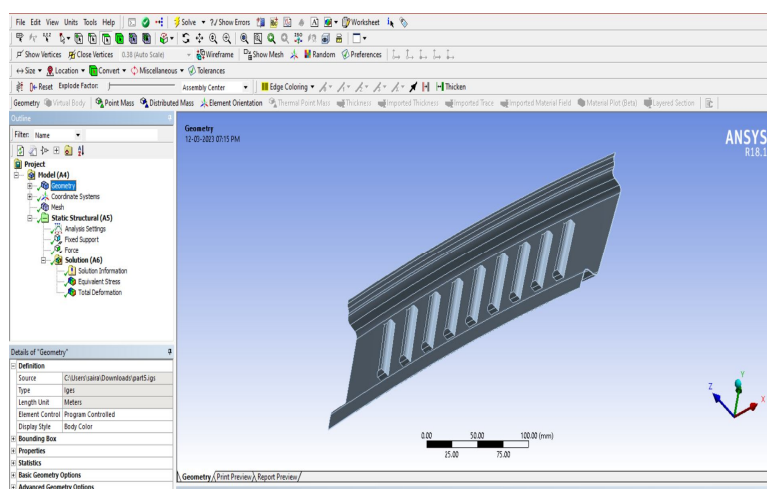 File Edit View Units Tools Help Solve ?/ Show Errors Worksheet
Show Vertices Close Vertices 0.38 (Auto Scale) Wireframe Show Mesh Random Preferences
Size Location Convert Miscellaneous Tolerances
Reset Explode Factor: Assembly Center Edge Coloring Thicken
Geometry Virtual Body Point Mass Distributed Mass Element Orientation Thermal Point Mass Thickness Imported Thickness Imported Trace Imported Material Field Material Plot (Beta) Layered Section
Outline
Filter: Name
Project
Model (A4)
Geometry
Coordinate Systems
Mesh
Static Structural (A5)
Analysis Settings
Fixed Support
Force
Solution (A6)
Solution Information
Equivalent Stress
Total Deformation
Details of "Geometry"
Definition
Source C:\Users\saira\Downloads\part5.igs
Type Iges
Length Unit Meters
Element Control Program Controlled
Display Style Body Color
Bounding Box
Properties
Statistics
Basic Geometry Options
Advanced Geometry Options
Geometry
12-03-2023 07:15 PM
ANSYS
R18.1
Y
Z
X
0.00 50.00 100.00 (mm)
25.00 75.00
Geometry Print Preview Report Preview